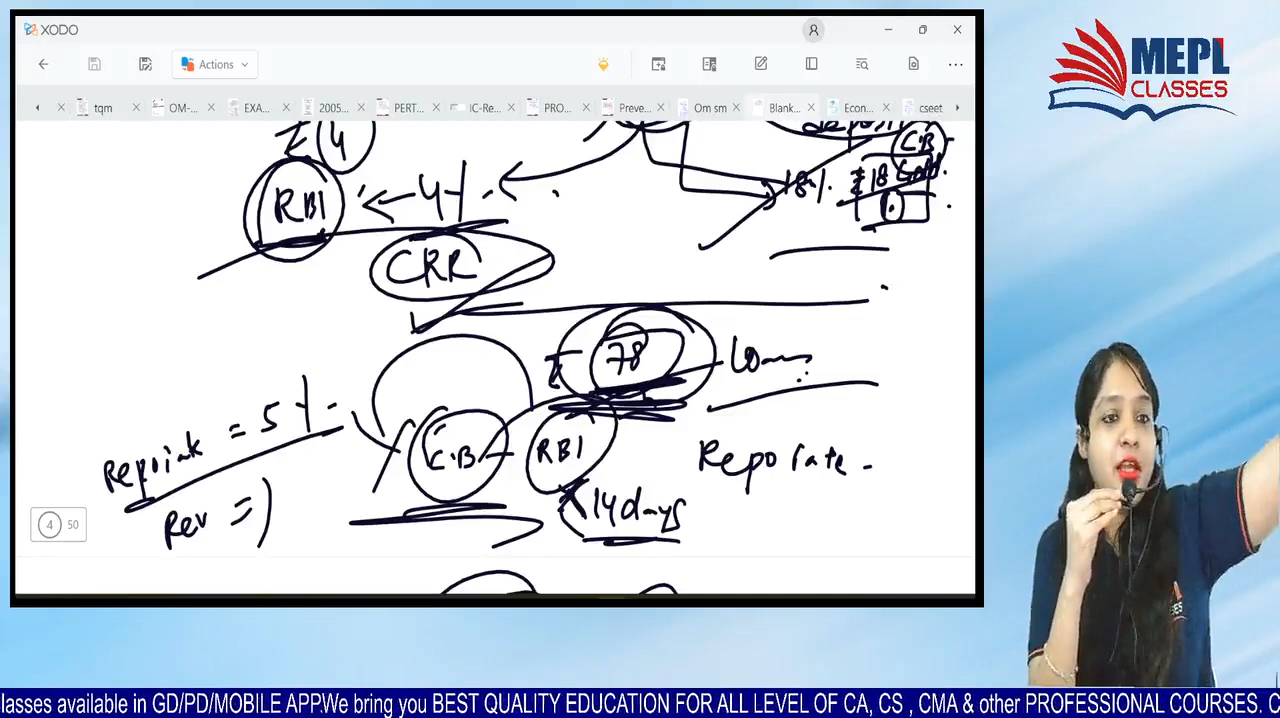 XODO
Actions
tqm
OM-...
EXA...
2005...
PERT...
IC-Re...
PRO...
Preve...
Om sm
Blank...
Econ...
cseet
MEPL
CLASSES
₹ 4
CB
RBI
4%
18%
₹18
CRR
₹ 78
Loans
Repo rate = 5%
C.B
RBI
Repo rate -
Rev =)
14 days
4 50
Classes available in GD/PD/MOBILE APP.We bring you BEST QUALITY EDUCATION FOR ALL LEVEL OF CA, CS , CMA & other PROFESSIONAL COURSES. C